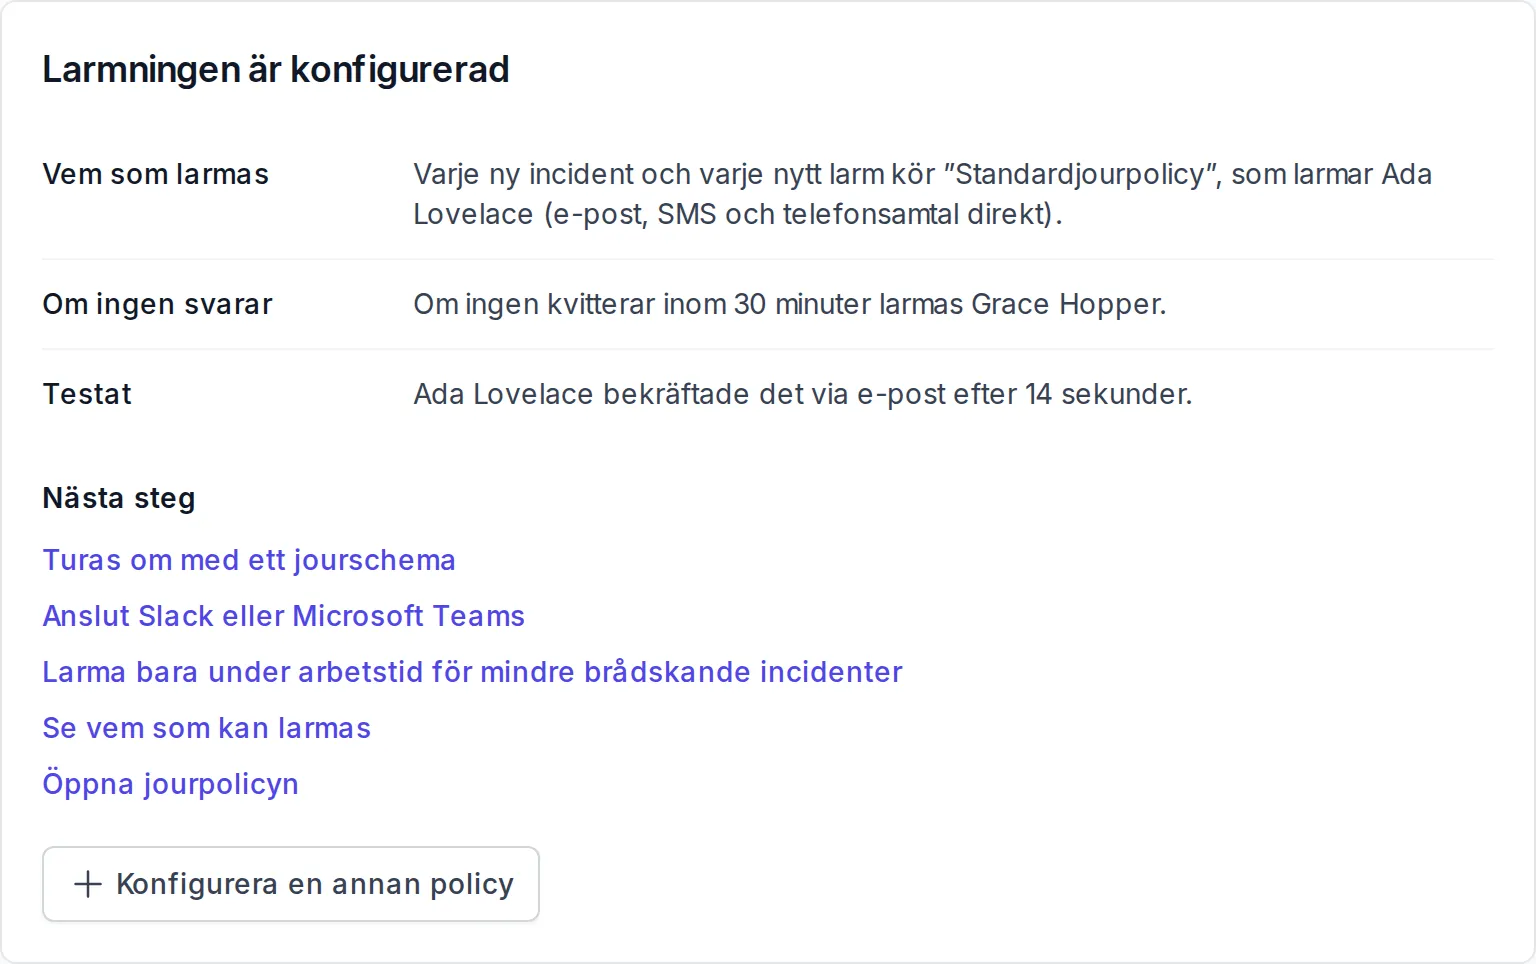 Larmningen är konfigurerad
Vem som larmas
Varje ny incident och varje nytt larm kör ”Standardjourpolicy”, som larmar Ada
Lovelace (e-post, SMS och telefonsamtal direkt).
Om ingen svarar
Om ingen kvitterar inom 30 minuter larmas Grace Hopper.
Testat
Ada Lovelace bekräftade det via e-post efter 14 sekunder.
Nästa steg
Turas om med ett jourschema
Anslut Slack eller Microsoft Teams
Larma bara under arbetstid för mindre brådskande incidenter
Se vem som kan larmas
Öppna jourpolicyn
Konfigurera en annan policy